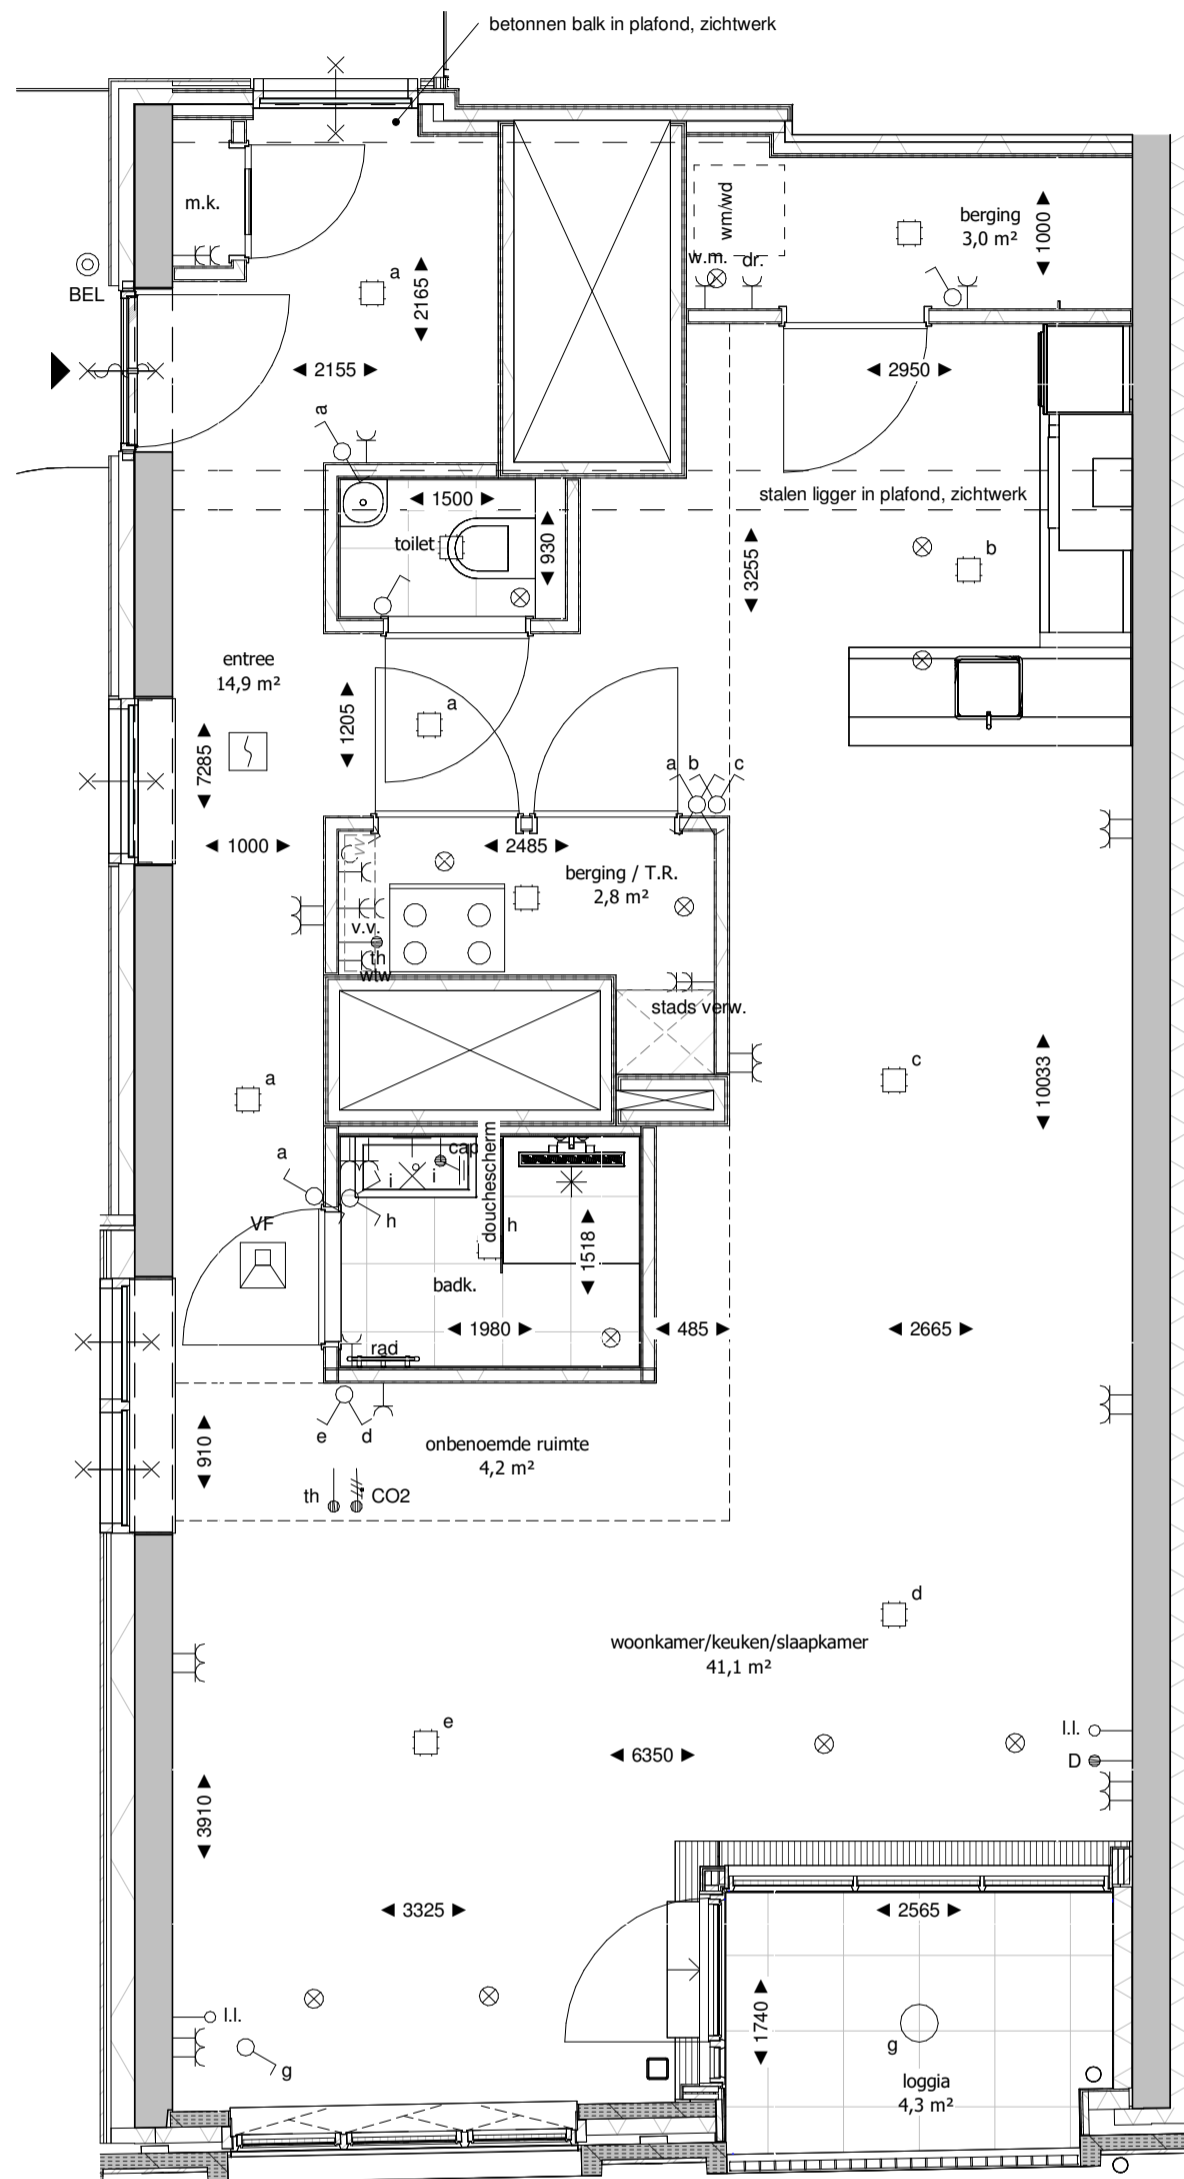 betonnen balk in plafond, zichtwerk
m.k.
wm/wd
berging
3,0 m²
1000
w.m.
dr.
BEL
a
2165
2155
2950
a
1500
stalen ligger in plafond, zichtwerk
toilet
930
3255
b
entree
14,9 m²
a
1205
7285
a
b
c
1000
2485
berging / T.R.
2,8 m²
v.v.
th
wtw
stads verw.
c
10033
a
a
cap
douchescherm
i
i
h
h
VF
1518
badk.
1980
485
2665
rad
910
e
d
onbenoemde ruimte
4,2 m²
th
CO2
d
woonkamer/keuken/slaapkamer
41,1 m²
e
6350
l.l.
D
3910
3325
2565
1740
l.l.
g
g
loggia
4,3 m²